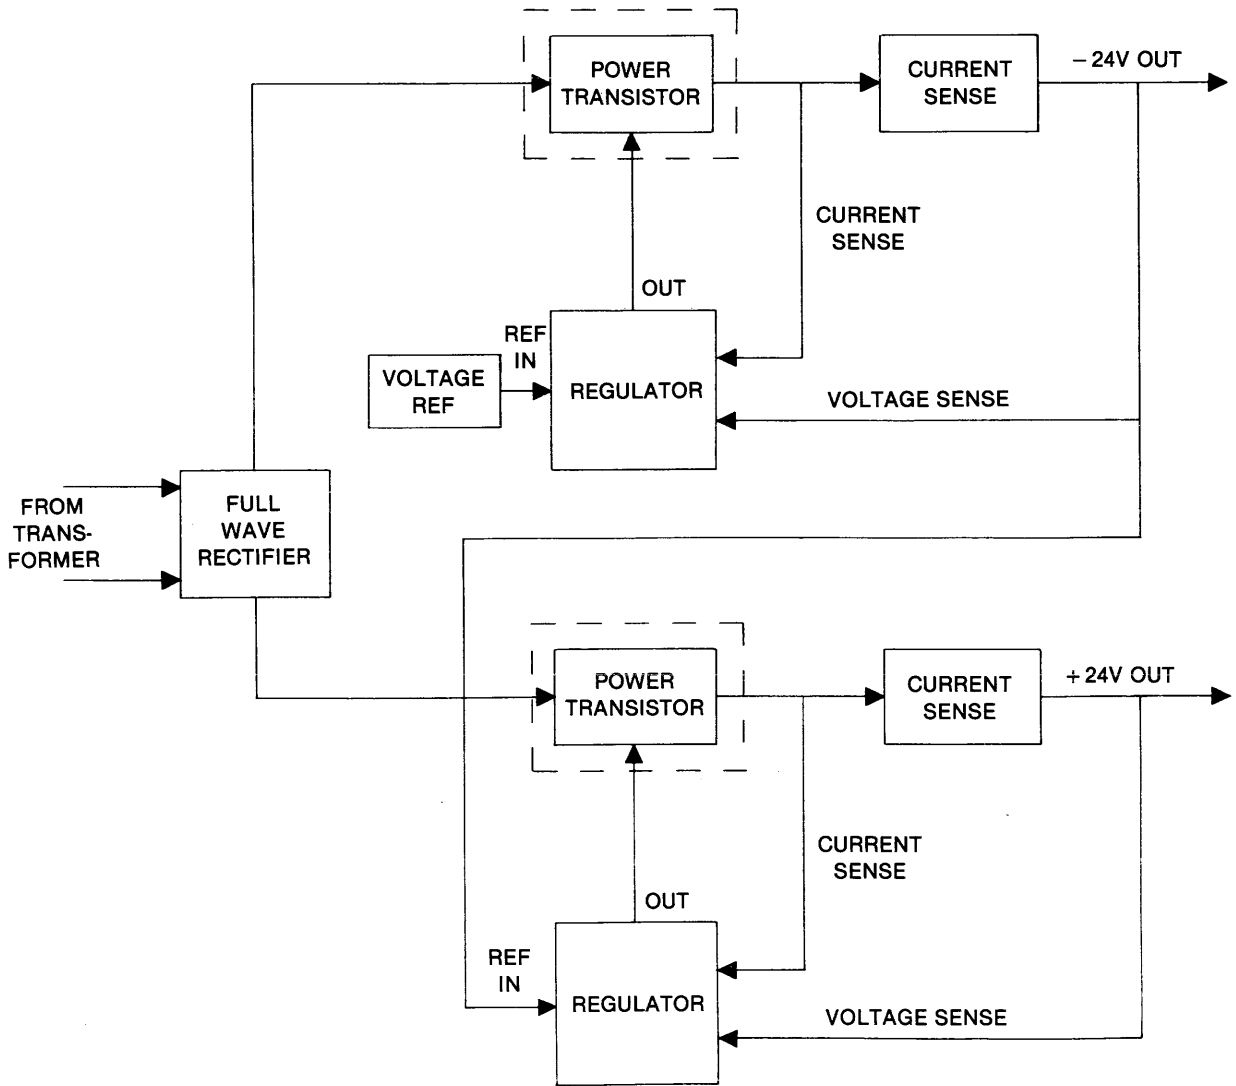 POWER
TRANSISTOR
CURRENT
SENSE
−24V OUT
CURRENT
SENSE
OUT
REF
IN
VOLTAGE
REF
REGULATOR
VOLTAGE SENSE
FROM
TRANS-
FORMER
FULL
WAVE
RECTIFIER
POWER
TRANSISTOR
CURRENT
SENSE
+24V OUT
CURRENT
SENSE
OUT
REF
IN
REGULATOR
VOLTAGE SENSE